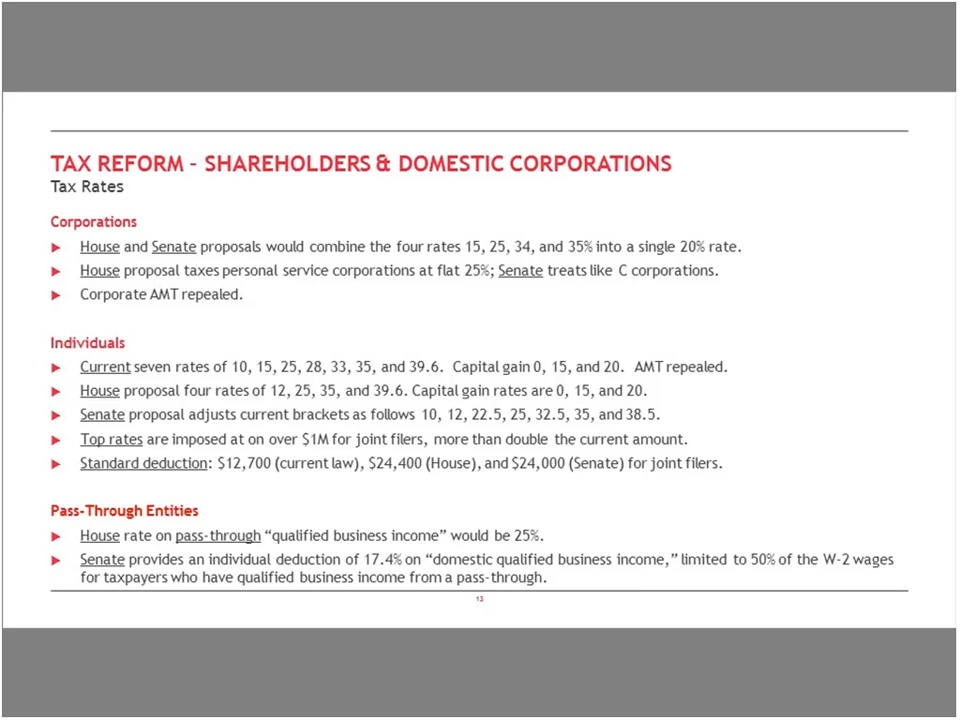 TAX REFORM – SHAREHOLDERS & DOMESTIC CORPORATIONS
Tax Rates
Corporations
► House and Senate proposals would combine the four rates 15, 25, 34, and 35% into a single 20% rate.
► House proposal taxes personal service corporations at flat 25%; Senate treats like C corporations.
► Corporate AMT repealed.
Individuals
► Current seven rates of 10, 15, 25, 28, 33, 35, and 39.6. Capital gain 0, 15, and 20. AMT repealed.
► House proposal four rates of 12, 25, 35, and 39.6. Capital gain rates are 0, 15, and 20.
► Senate proposal adjusts current brackets as follows 10, 12, 22.5, 25, 32.5, 35, and 38.5.
► Top rates are imposed at on over $1M for joint filers, more than double the current amount.
► Standard deduction: $12,700 (current law), $24,400 (House), and $24,000 (Senate) for joint filers.
Pass-Through Entities
► House rate on pass-through “qualified business income” would be 25%.
► Senate provides an individual deduction of 17.4% on “domestic qualified business income,” limited to 50% of the W-2 wages
for taxpayers who have qualified business income from a pass-through.
13